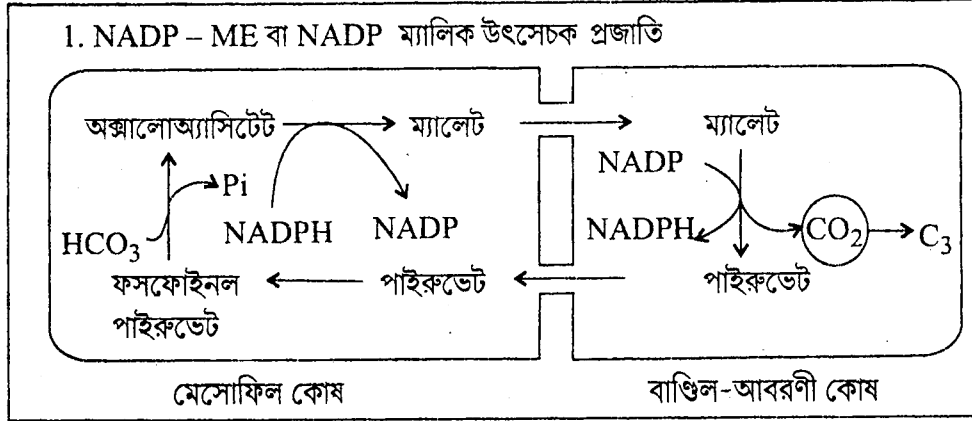 1. NADP – ME বা NADP ম্যালিক উৎসেচক প্রজাতি
অক্সালোঅ্যাসিটেট
ম্যালেট
ম্যালেট
NADP
Pi
HCO3
NADPH
NADP
NADPH
CO2
C3
ফসফোইনল
পাইরুভেট
পাইরুভেট
পাইরুভেট
মেসোফিল কোষ
বাণ্ডিল-আবরণী কোষ